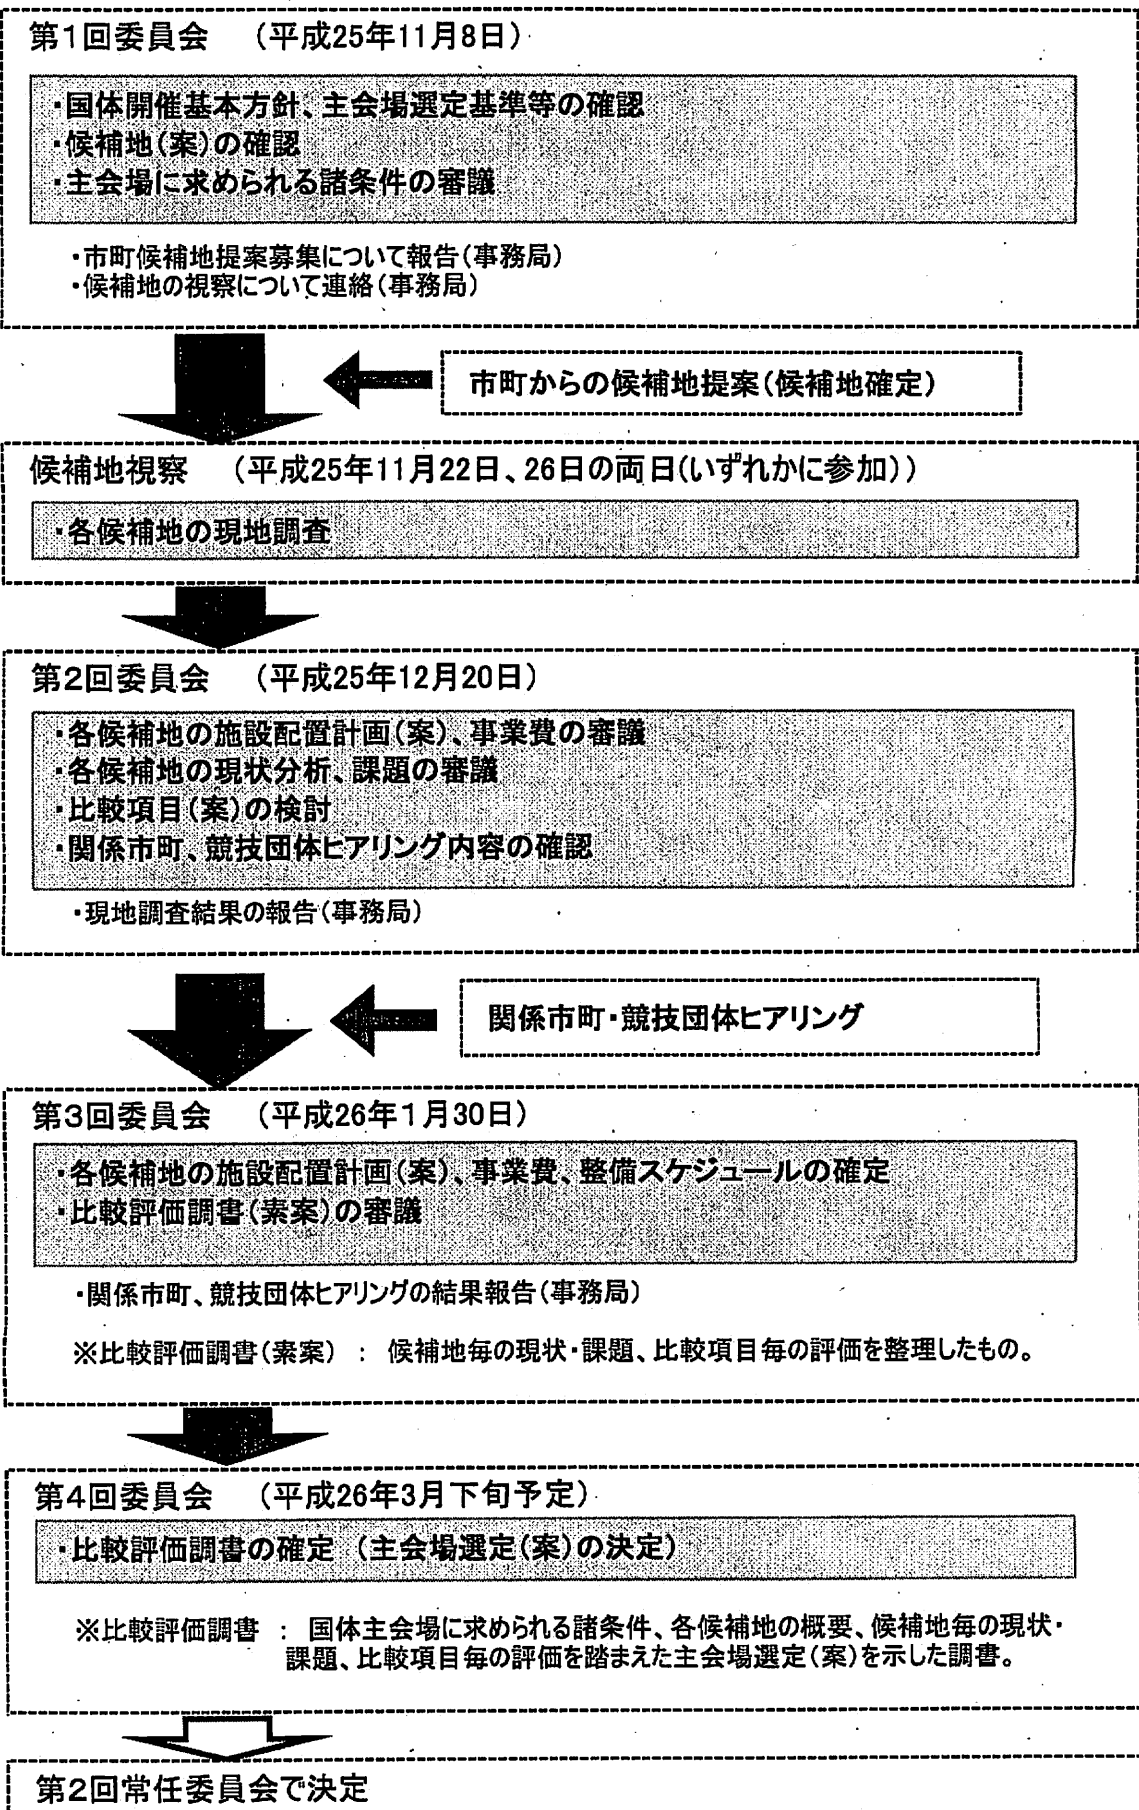 第1回委員会 （平成25年11月8日）
・国体開催基本方針、主会場選定基準等の確認
・候補地（案）の確認
・主会場に求められる諸条件の審議
・市町候補地提案募集について報告（事務局）
・候補地の視察について連絡（事務局）
市町からの候補地提案（候補地確定）
候補地視察 （平成25年11月22日、26日の両日（いずれかに参加））
・各候補地の現地調査
第2回委員会 （平成25年12月20日）
・各候補地の施設配置計画（案）、事業費の審議
・各候補地の現状分析、課題の審議
・比較項目（案）の検討
・関係市町、競技団体ヒアリング内容の確認
・現地調査結果の報告（事務局）
関係市町・競技団体ヒアリング
第3回委員会 （平成26年1月30日）
・各候補地の施設配置計画（案）、事業費、整備スケジュールの確定
・比較評価調書（素案）の審議
・関係市町、競技団体ヒアリングの結果報告（事務局）
※比較評価調書（素案） ： 候補地毎の現状・課題、比較項目毎の評価を整理したもの。
第4回委員会 （平成26年3月下旬予定）
・比較評価調書の確定 （主会場選定（案）の決定）
※比較評価調書 ： 国体主会場に求められる諸条件、各候補地の概要、候補地毎の現状・
課題、比較項目毎の評価を踏まえた主会場選定（案）を示した調書。
第2回常任委員会で決定